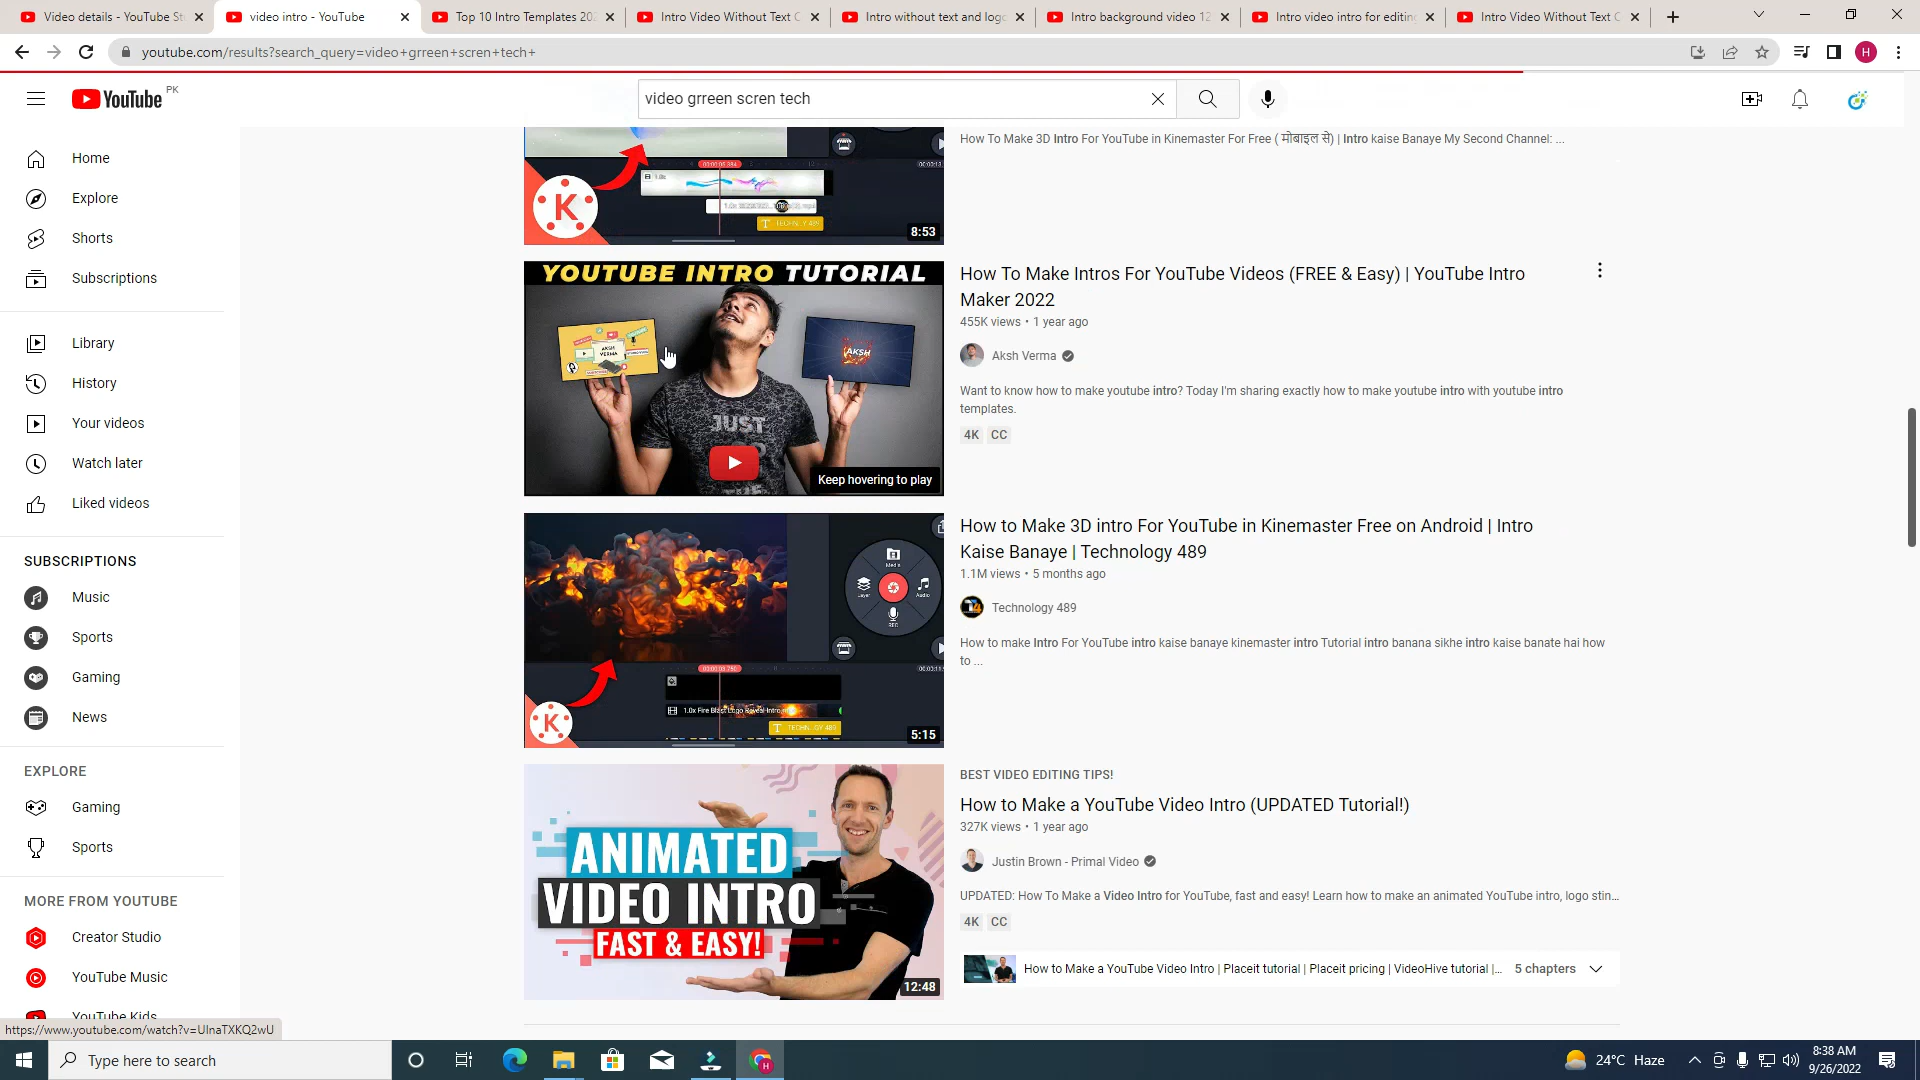 Video details - YouTube St
video intro - YouTube
Top 10 Intro Templates 202
Intro Video Without Text C
Intro without text and logo
Intro background video 12
Intro video intro for editin
Intro Video Without Text C
youtube.com/results?search_query=video+grreen+scren+tech+
H
YouTube PK
video grreen scren tech
Home
Explore
Shorts
Subscriptions
Library
History
Your videos
Watch later
Liked videos
SUBSCRIPTIONS
Music
Sports
Gaming
News
EXPLORE
Gaming
Sports
MORE FROM YOUTUBE
Creator Studio
YouTube Music
YouTube Kids
https://www.youtube.com/watch?v=UlnaTXKQ2wU
K
8:53
How To Make 3D Intro For YouTube in Kinemaster For Free ( मोबाइल से) | Intro kaise Banaye My Second Channel: ...
YOUTUBE INTRO TUTORIAL
AKSH VERMA
AKSH
JUST
Keep hovering to play
How To Make Intros For YouTube Videos (FREE & Easy) | YouTube Intro
Maker 2022
455K views • 1 year ago
Aksh Verma
Want to know how to make youtube intro? Today I'm sharing exactly how to make youtube intro with youtube intro
templates.
4K CC
Media
Layer
Audio
REC
K
1.0x Fire Blast Logo Reveal Intro
5:15
How to Make 3D intro For YouTube in Kinemaster Free on Android | Intro
Kaise Banaye | Technology 489
1.1M views • 5 months ago
Technology 489
How to make Intro For YouTube intro kaise banaye kinemaster intro Tutorial intro banana sikhe intro kaise banate hai how
to ...
ANIMATED
VIDEO INTRO
FAST & EASY!
12:48
BEST VIDEO EDITING TIPS!
How to Make a YouTube Video Intro (UPDATED Tutorial!)
327K views • 1 year ago
Justin Brown - Primal Video
UPDATED: How To Make a Video Intro for YouTube, fast and easy! Learn how to make an animated YouTube intro, logo stin...
4K CC
How to Make a YouTube Video Intro | Placeit tutorial | Placeit pricing | VideoHive tutorial |... 5 chapters
Type here to search
24°C Haze
8:38 AM
9/26/2022